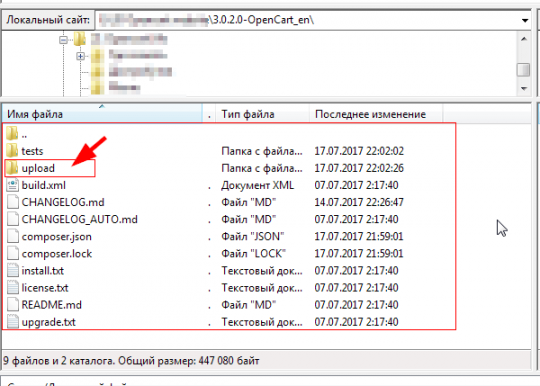 Локальный сайт: \3.0.2.0-OpenCart_en\
Имя файла . Тип файла Последнее изменение
..
tests Папка с файла... 17.07.2017 22:02:02
upload Папка с файла... 17.07.2017 22:02:26
build.xml . Документ XML 07.07.2017 2:17:40
CHANGELOG.md . Файл "MD" 14.07.2017 22:26:47
CHANGELOG_AUTO.md . Файл "MD" 07.07.2017 2:17:40
composer.json . Файл "JSON" 17.07.2017 21:59:01
composer.lock . Файл "LOCK" 17.07.2017 21:59:01
install.txt . Текстовый док... 07.07.2017 2:17:40
license.txt . Текстовый док... 07.07.2017 2:17:40
README.md . Файл "MD" 07.07.2017 2:17:40
upgrade.txt . Текстовый док... 07.07.2017 2:17:40
9 файлов и 2 каталога. Общий размер: 447 080 байт